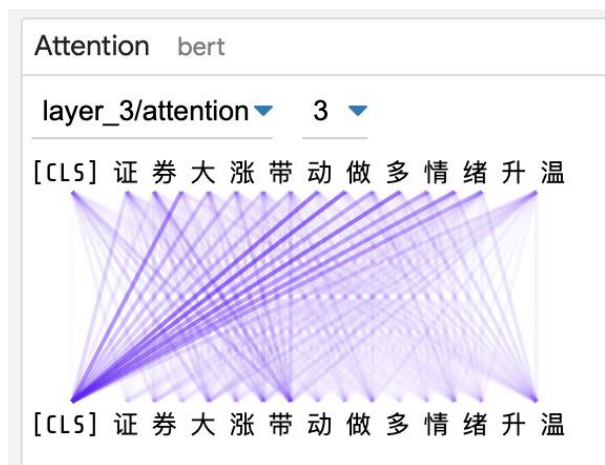 Attention bert
layer_3/attention 3
[CLS] 证 券 大 涨 带 动 做 多 情 绪 升 温
[CLS] 证 券 大 涨 带 动 做 多 情 绪 升 温